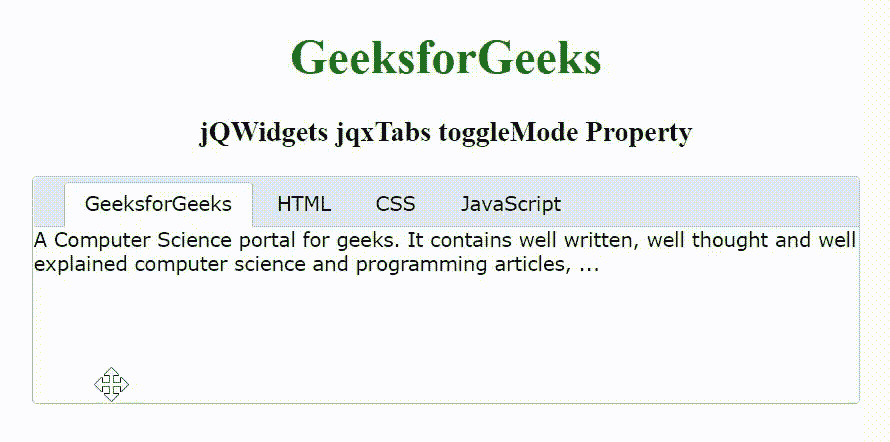 GeeksforGeeks
jQWidgets jqxTabs toggleMode Property
GeeksforGeeks HTML CSS JavaScript
A Computer Science portal for geeks. It contains well written, well thought and well
explained computer science and programming articles, ...